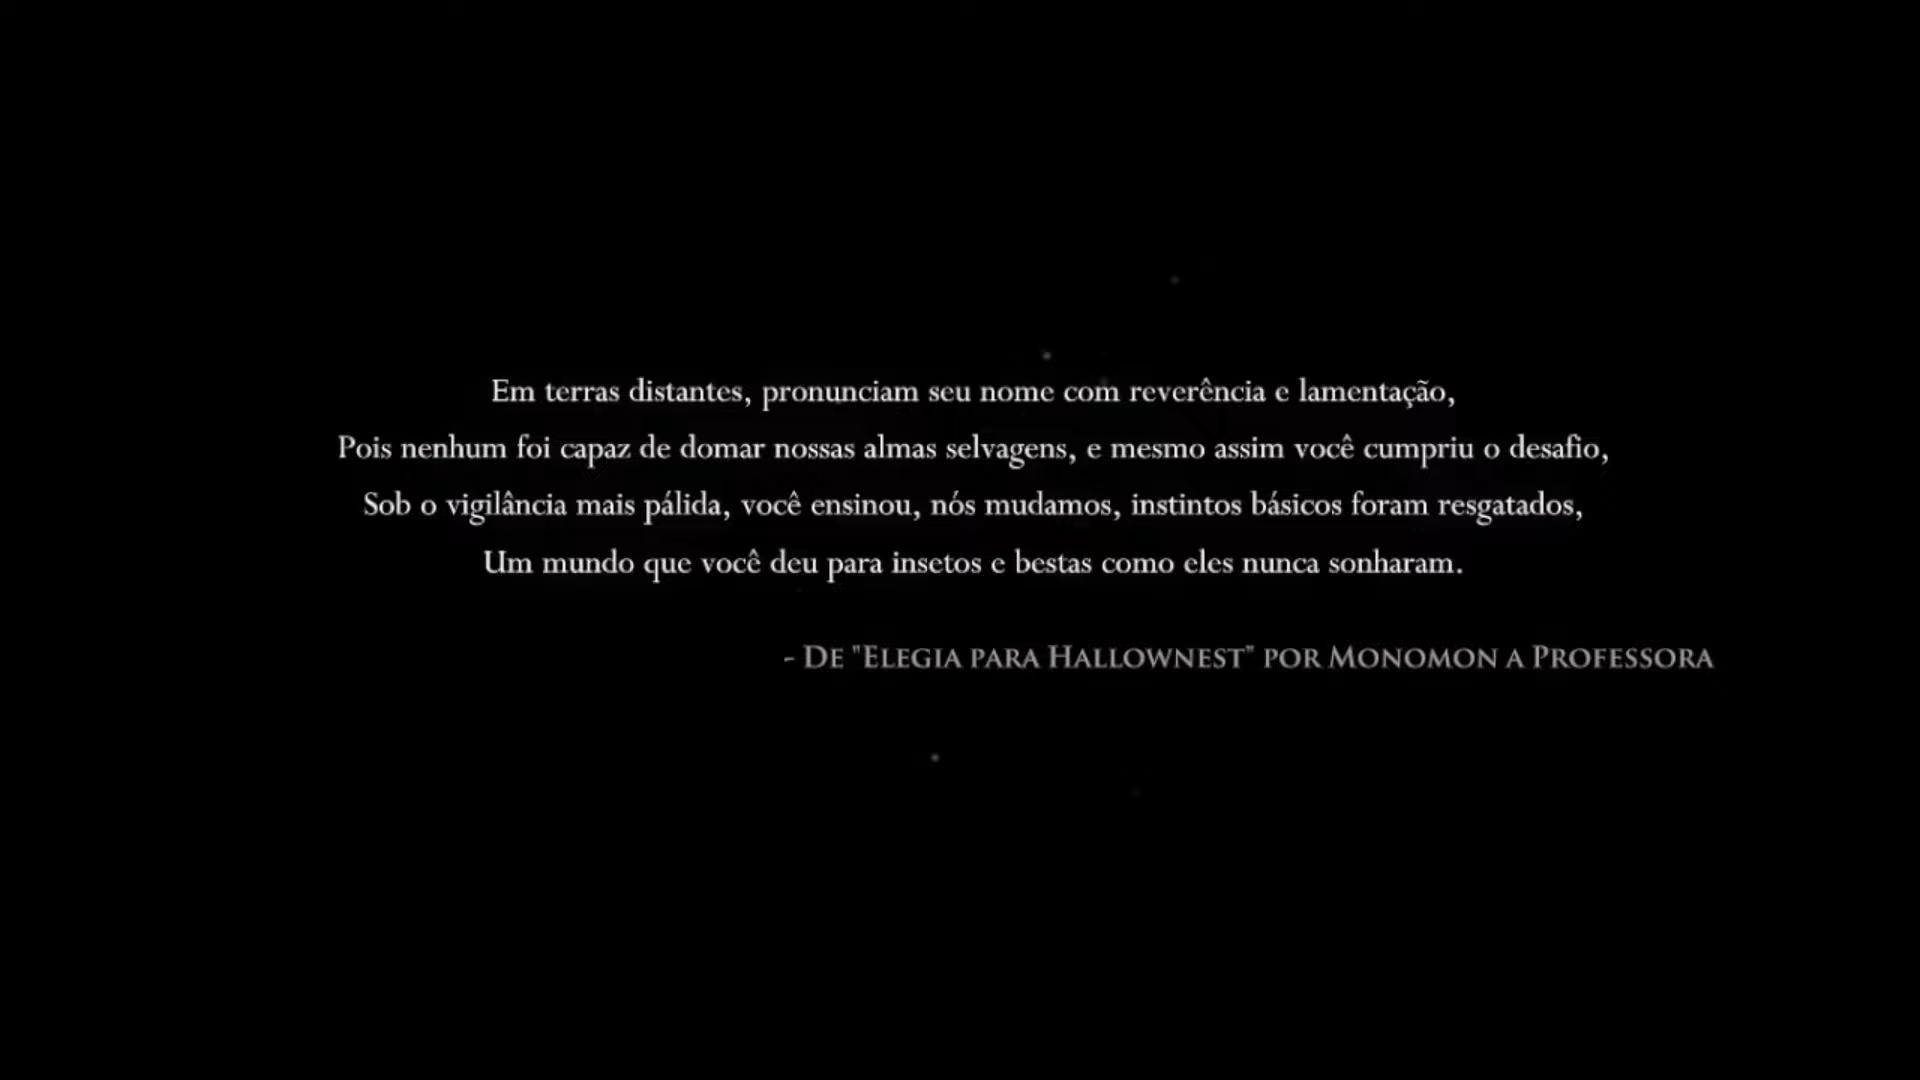 Em terras distantes, pronunciam seu nome com reverência e lamentação,
Pois nenhum foi capaz de domar nossas almas selvagens, e mesmo assim você cumpriu o desafio,
Sob o vigilância mais pálida, você ensinou, nós mudamos, instintos básicos foram resgatados,
Um mundo que você deu para insetos e bestas como eles nunca sonharam.
- De "Elegia para Hallownest" por Monomon a Professora